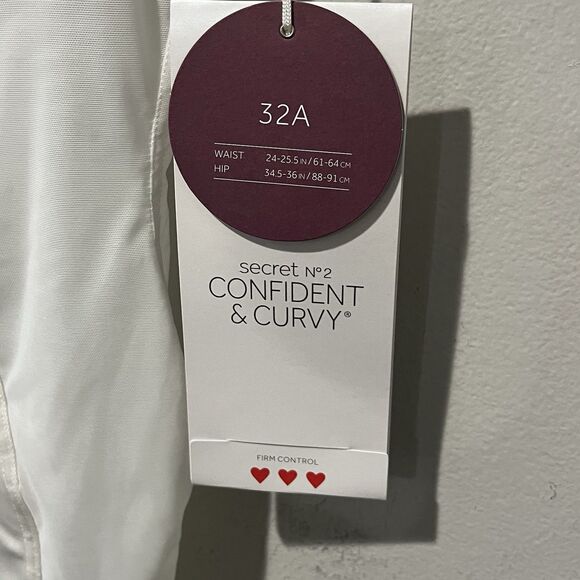 32A
WAIST 24-25.5 IN / 61-64 CM
HIP 34.5-36 IN / 88-91 CM
secret Nº2
CONFIDENT
& CURVY®
FIRM CONTROL